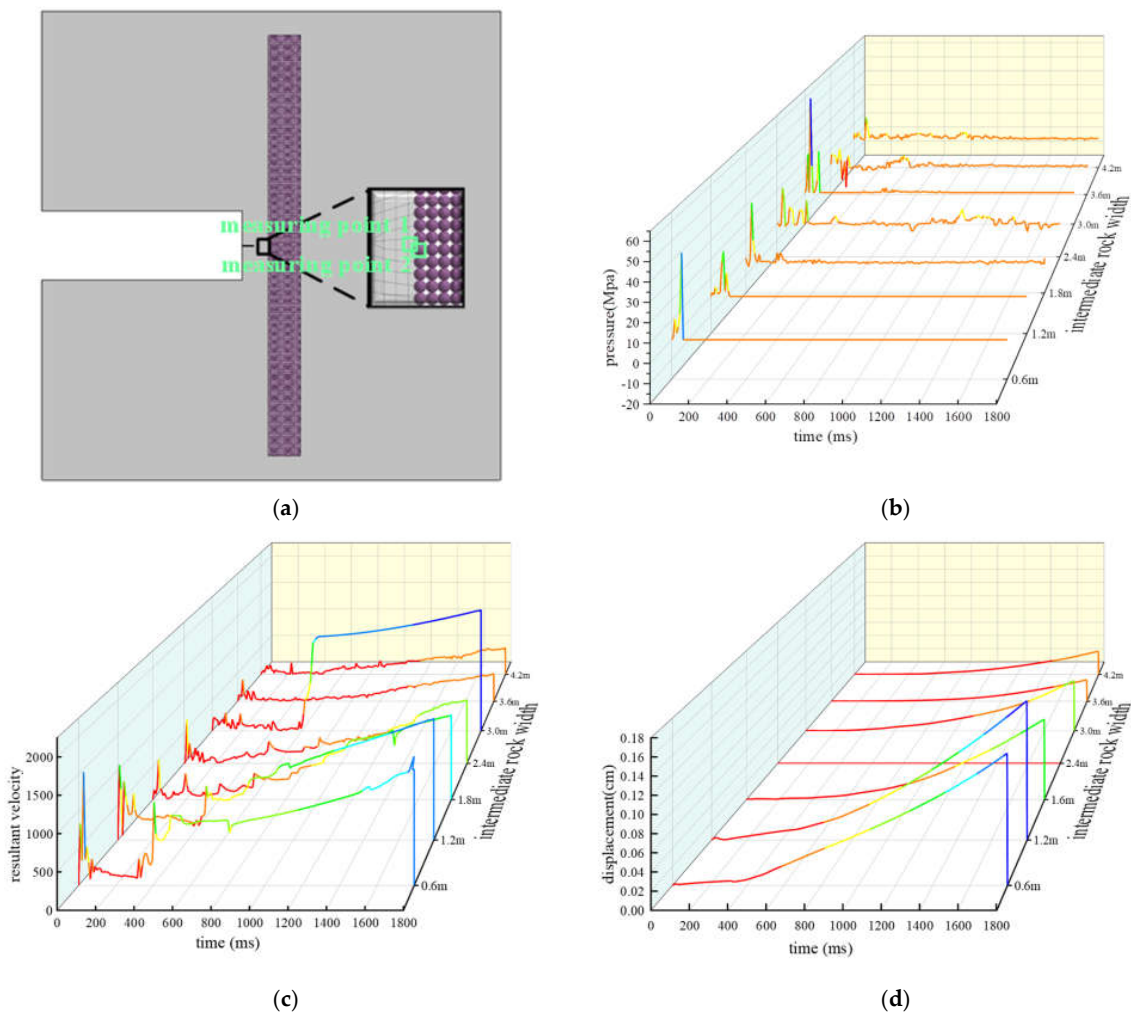 measuring point 1
measuring point 2
(a)
pressure(Mpa)
65
60
50
40
30
20
10
0
-10
-20
0
200
400
600
800
1000
1200
1400
1600
1800
time (ms)
0.6m
1.2m
1.8m
2.4m
3.0m
3.6m
4.2m
intermediate rock width
(b)
resultant velocity
2000
1500
1000
500
0
0
200
400
600
800
1000
1200
1400
1600
1800
time (ms)
0.6m
1.2m
1.8m
2.4m
3.0m
3.6m
4.2m
intermediate rock width
(c)
displacement(cm)
0.18
0.16
0.14
0.12
0.10
0.08
0.06
0.04
0.02
0.00
0
200
400
600
800
1000
1200
1400
1600
1800
time (ms)
0.6m
1.2m
1.6m
2.4m
3.0m
3.6m
4.2m
intermediate rock width
(d)